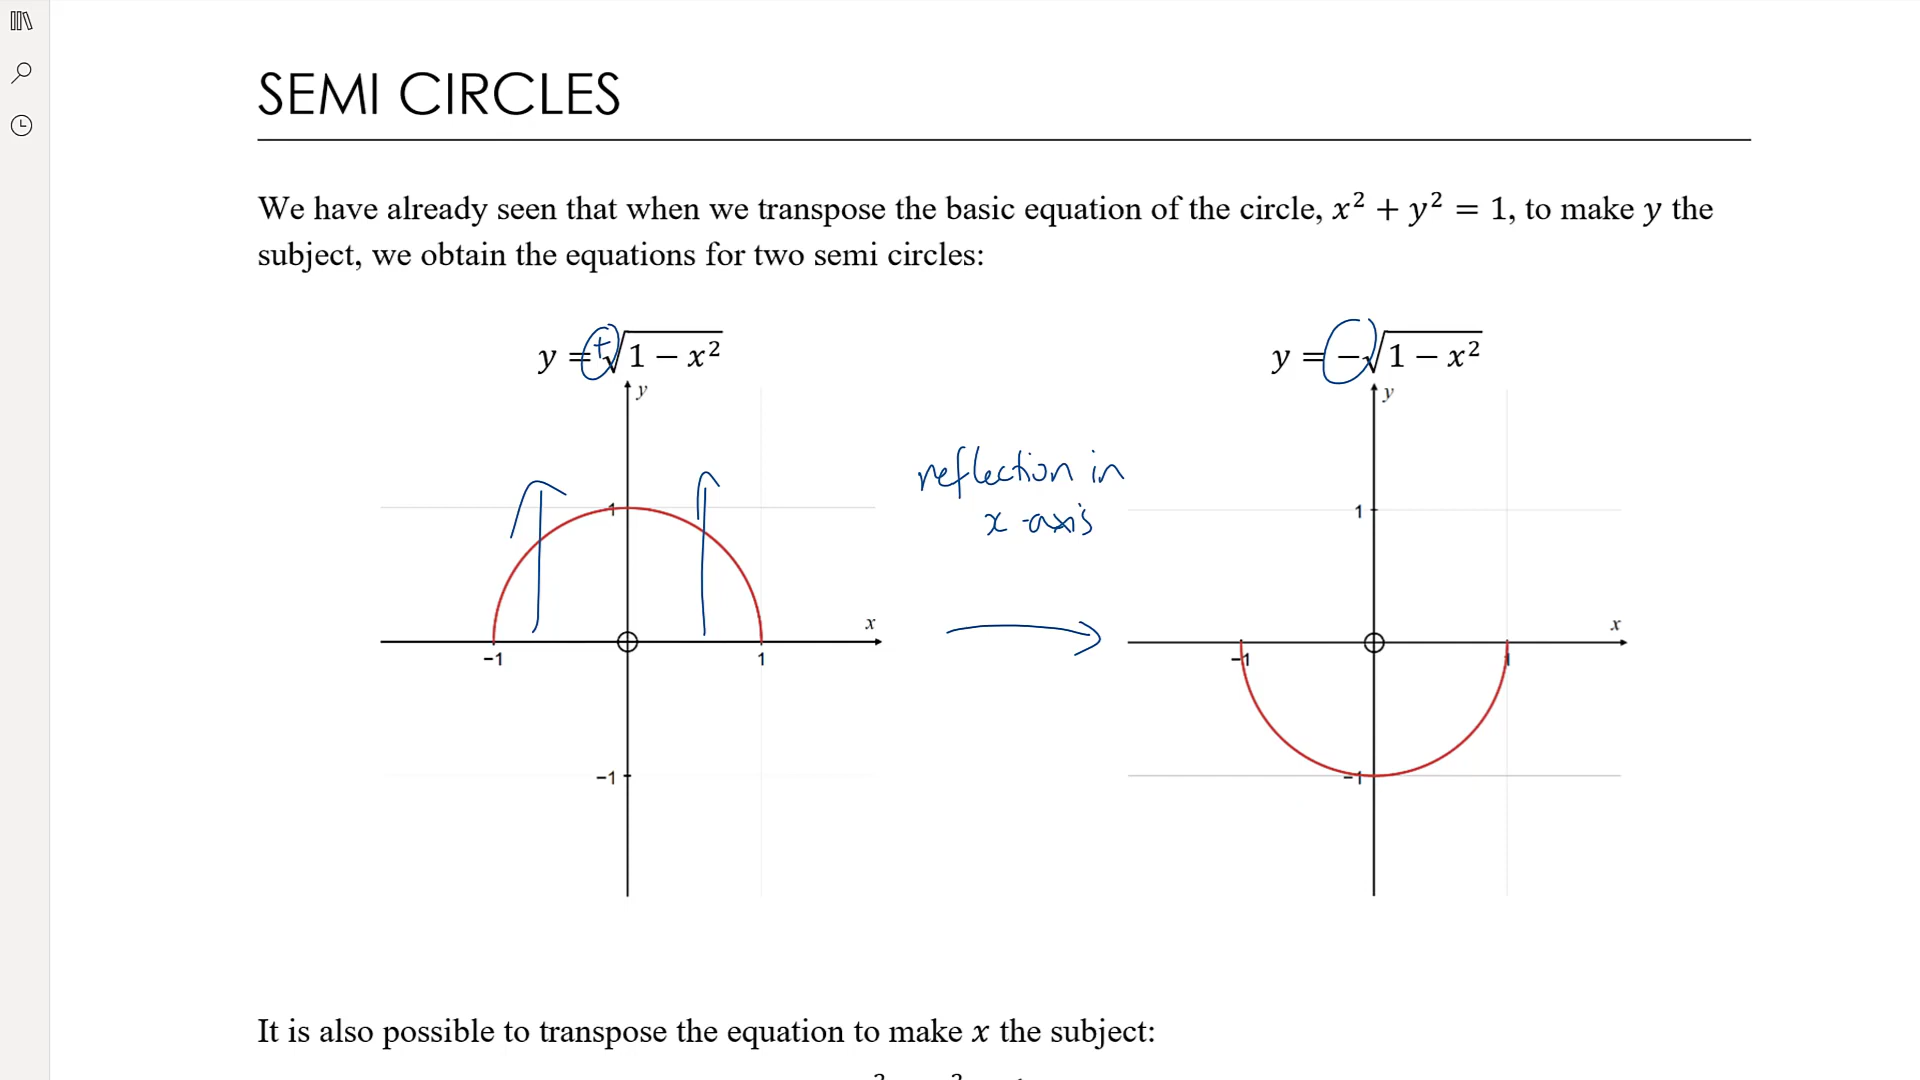 SEMI CIRCLES
We have already seen that when we transpose the basic equation of the circle, x² + y² = 1, to make y the
subject, we obtain the equations for two semi circles:
y = +√1 − x²
y = −√1 − x²
y
y
reflection in
x-axis
1
1
x
x
−1
1
−1
1
−1
−1
It is also possible to transpose the equation to make x the subject: